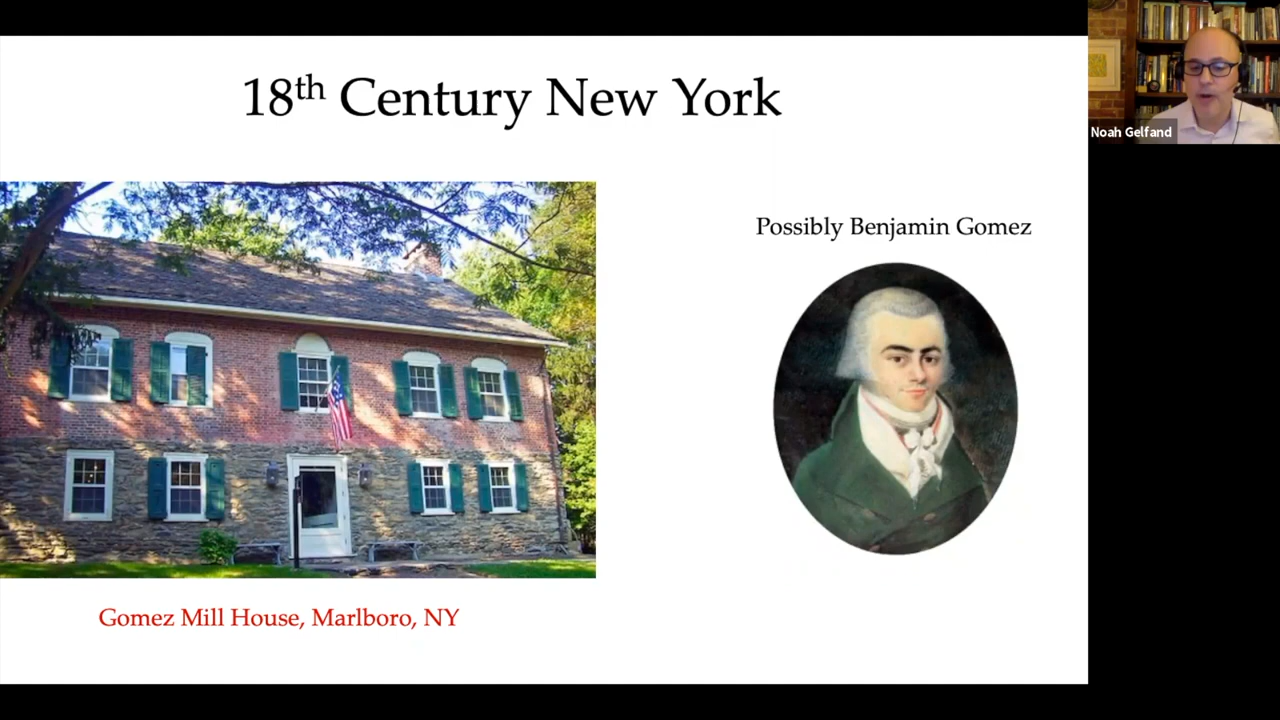 18th Century New York
Noah Gelfand
Possibly Benjamin Gomez
Gomez Mill House, Marlboro, NY